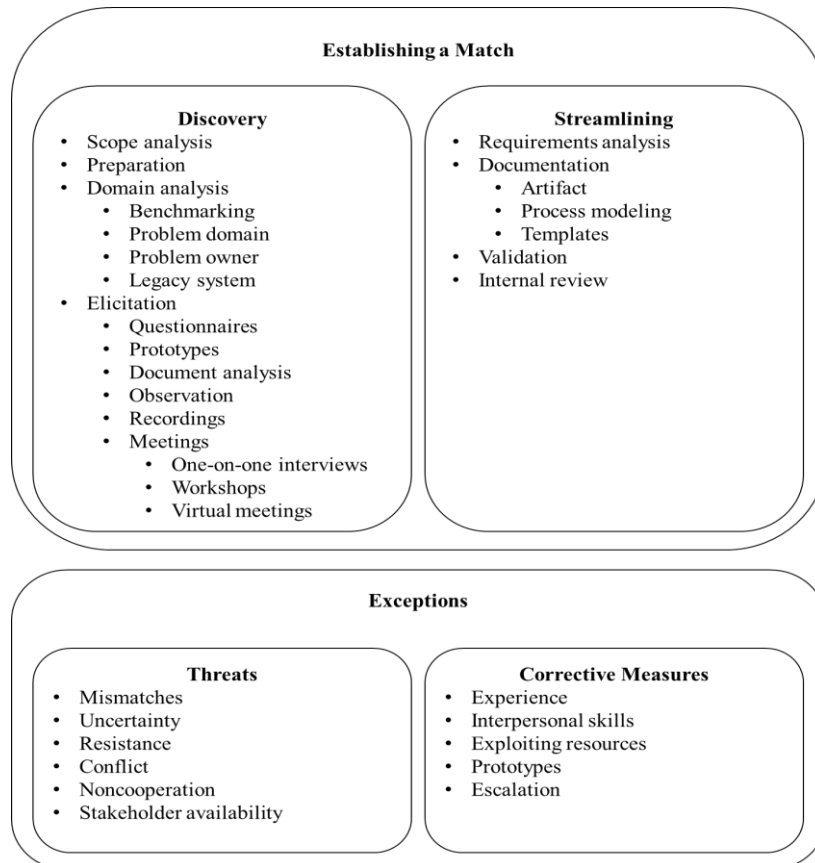 Establishing a Match
Discovery
• Scope analysis
• Preparation
• Domain analysis
• Benchmarking
• Problem domain
• Problem owner
• Legacy system
• Elicitation
• Questionnaires
• Prototypes
• Document analysis
• Observation
• Recordings
• Meetings
• One-on-one interviews
• Workshops
• Virtual meetings
Streamlining
• Requirements analysis
• Documentation
• Artifact
• Process modeling
• Templates
• Validation
• Internal review
Exceptions
Threats
• Mismatches
• Uncertainty
• Resistance
• Conflict
• Noncooperation
• Stakeholder availability
Corrective Measures
• Experience
• Interpersonal skills
• Exploiting resources
• Prototypes
• Escalation